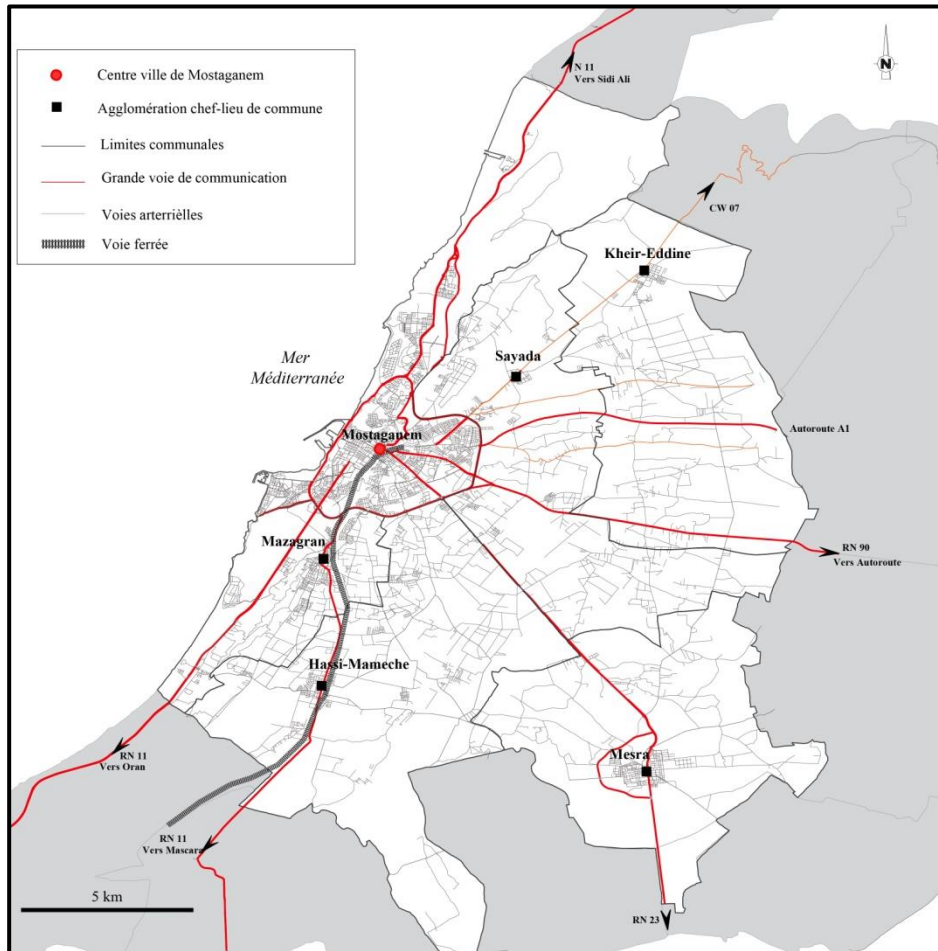 Centre ville de Mostaganem
Agglomération chef-lieu de commune
Limites communales
Grande voie de communication
Voies arterrièlles
Voie ferrée
N 11
Vers Sidi Ali
N
CW 07
Kheir-Eddine
Sayada
Mer
Méditerranée
Mostaganem
Autoroute A1
Mazagran
RN 90
Vers Autoroute
Hassi-Mameche
RN 11
Vers Oran
Mesra
RN 11
Vers Mascara
5 km
RN 23